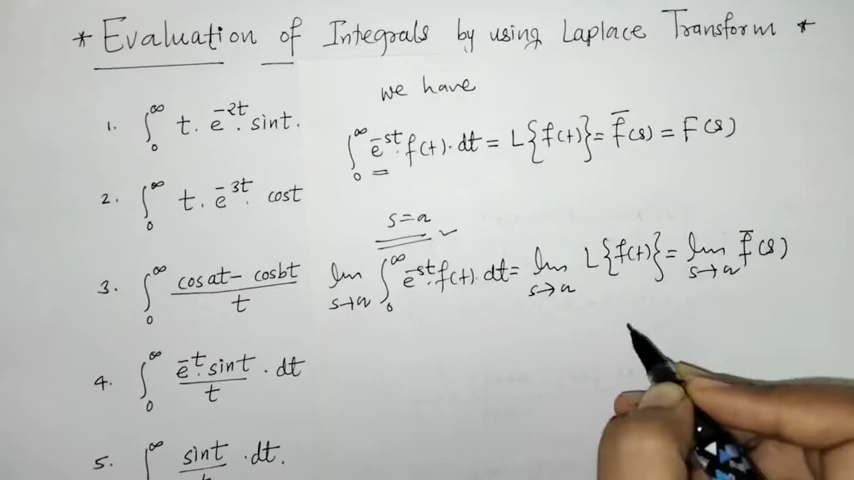 * Evaluation of Integrals by using Laplace Transform *
1. ∫₀^∞ t. e^-2t. sint.
2. ∫₀^∞ t. e^-3t. cost
3. ∫₀^∞ (cosat - cosbt)/t
4. ∫₀^∞ (e^-t. sint)/t . dt
5. ∫ sint/ .dt.
we have
∫₀^∞ e^-st. f(t). dt = L{f(t)} = f̅(s) = F(s)
s=a
lim s→a ∫₀^∞ e^-st. f(t). dt = lim s→a L{f(t)} = lim s→a f̅(s)